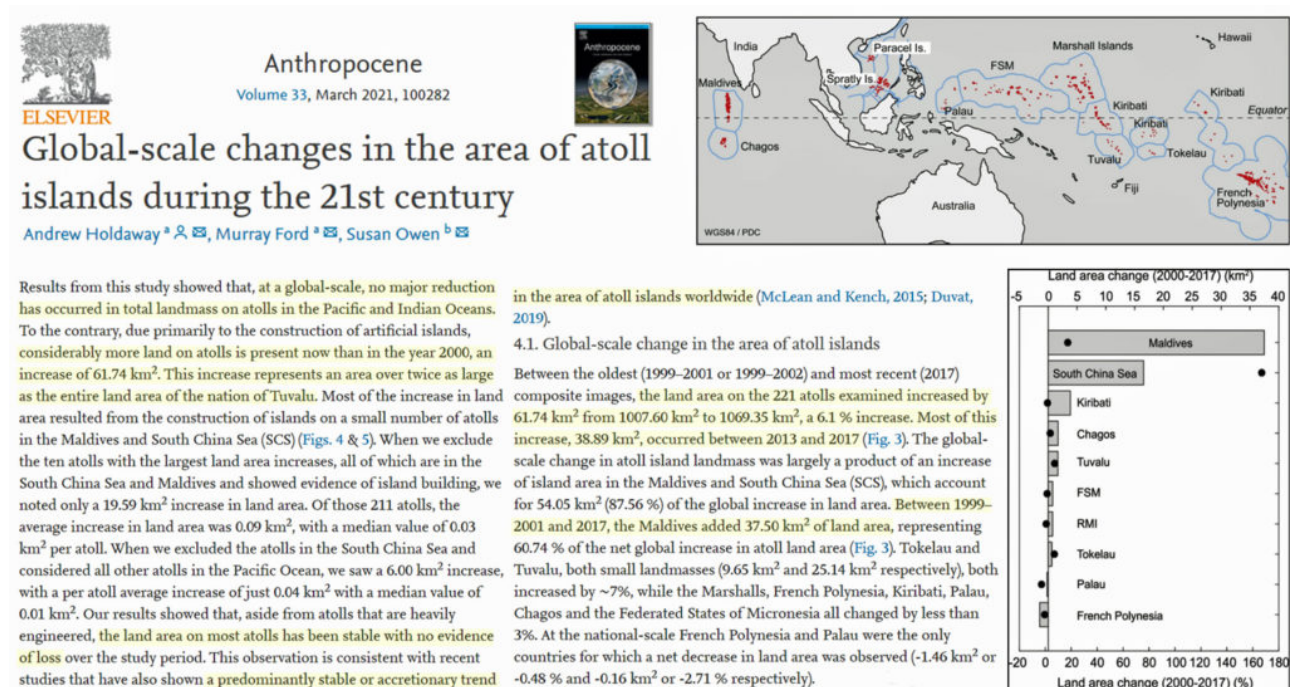 ELSEVIER
Anthropocene
Volume 33, March 2021, 100282
Anthropocene
Global-scale changes in the area of atoll
islands during the 21st century
Andrew Holdaway a, Murray Ford a, Susan Owen b
India
Paracel Is.
Marshall Islands
Hawaii
Maldives
Spratly Is.
FSM
Kiribati
Palau
Kiribati
Kiribati
Equator
Chagos
Tuvalu
Tokelau
Fiji
French
Polynesia
Australia
WGS84 / PDC
Results from this study showed that, at a global-scale, no major reduction
has occurred in total landmass on atolls in the Pacific and Indian Oceans.
To the contrary, due primarily to the construction of artificial islands,
considerably more land on atolls is present now than in the year 2000, an
increase of 61.74 km². This increase represents an area over twice as large
as the entire land area of the nation of Tuvalu. Most of the increase in land
area resulted from the construction of islands on a small number of atolls
in the Maldives and South China Sea (SCS) (Figs. 4 & 5). When we exclude
the ten atolls with the largest land area increases, all of which are in the
South China Sea and Maldives and showed evidence of island building, we
noted only a 19.59 km² increase in land area. Of those 211 atolls, the
average increase in land area was 0.09 km², with a median value of 0.03
km² per atoll. When we excluded the atolls in the South China Sea and
considered all other atolls in the Pacific Ocean, we saw a 6.00 km² increase,
with a per atoll average increase of just 0.04 km² with a median value of
0.01 km². Our results showed that, aside from atolls that are heavily
engineered, the land area on most atolls has been stable with no evidence
of loss over the study period. This observation is consistent with recent
studies that have also shown a predominantly stable or accretionary trend
in the area of atoll islands worldwide (McLean and Kench, 2015; Duvat,
2019).
4.1. Global-scale change in the area of atoll islands
Between the oldest (1999–2001 or 1999–2002) and most recent (2017)
composite images, the land area on the 221 atolls examined increased by
61.74 km² from 1007.60 km² to 1069.35 km², a 6.1 % increase. Most of this
increase, 38.89 km², occurred between 2013 and 2017 (Fig. 3). The global-
scale change in atoll island landmass was largely a product of an increase
of island area in the Maldives and South China Sea (SCS), which account
for 54.05 km² (87.56 %) of the global increase in land area. Between 1999–
2001 and 2017, the Maldives added 37.50 km² of land area, representing
60.74 % of the net global increase in atoll land area (Fig. 3). Tokelau and
Tuvalu, both small landmasses (9.65 km² and 25.14 km² respectively), both
increased by ~7%, while the Marshalls, French Polynesia, Kiribati, Palau,
Chagos and the Federated States of Micronesia all changed by less than
3%. At the national-scale French Polynesia and Palau were the only
countries for which a net decrease in land area was observed (-1.46 km² or
-0.48 % and -0.16 km² or -2.71 % respectively).
Land area change (2000-2017) (km²)
-5 0 5 10 15 20 25 30 35 40
Maldives
South China Sea
Kiribati
Chagos
Tuvalu
FSM
RMI
Tokelau
Palau
French Polynesia
-20 0 20 40 60 80 100 120 140 160 180
Land area change (2000-2017) (%)